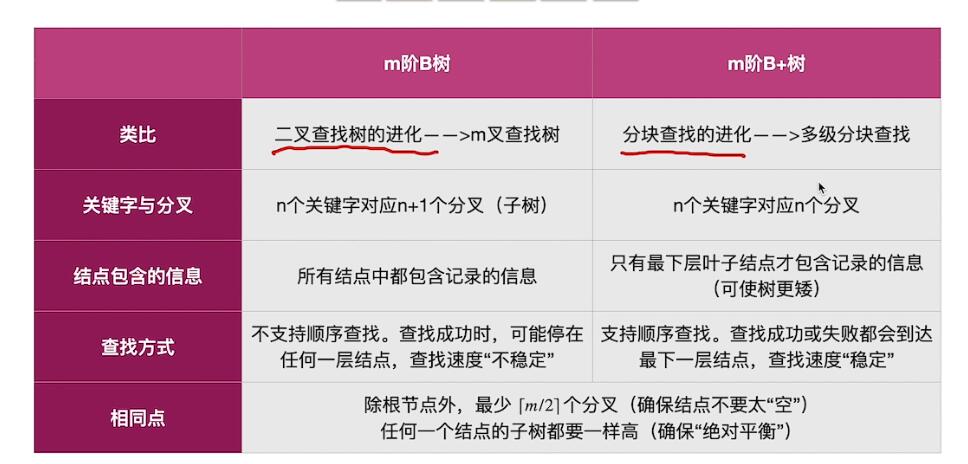 m阶B树
m阶B+树
类比
二叉查找树的进化——>m叉查找树
分块查找的进化——>多级分块查找
关键字与分叉
n个关键字对应n+1个分叉（子树）
n个关键字对应n个分叉
结点包含的信息
所有结点中都包含记录的信息
只有最下层叶子结点才包含记录的信息
（可使树更矮）
查找方式
不支持顺序查找。查找成功时，可能停在
任何一层结点，查找速度“不稳定”
支持顺序查找。查找成功或失败都会到达
最下一层结点，查找速度“稳定”
相同点
除根节点外，最少 ⌈m/2⌉个分叉（确保结点不要太“空”）
任何一个结点的子树都要一样高（确保“绝对平衡”）